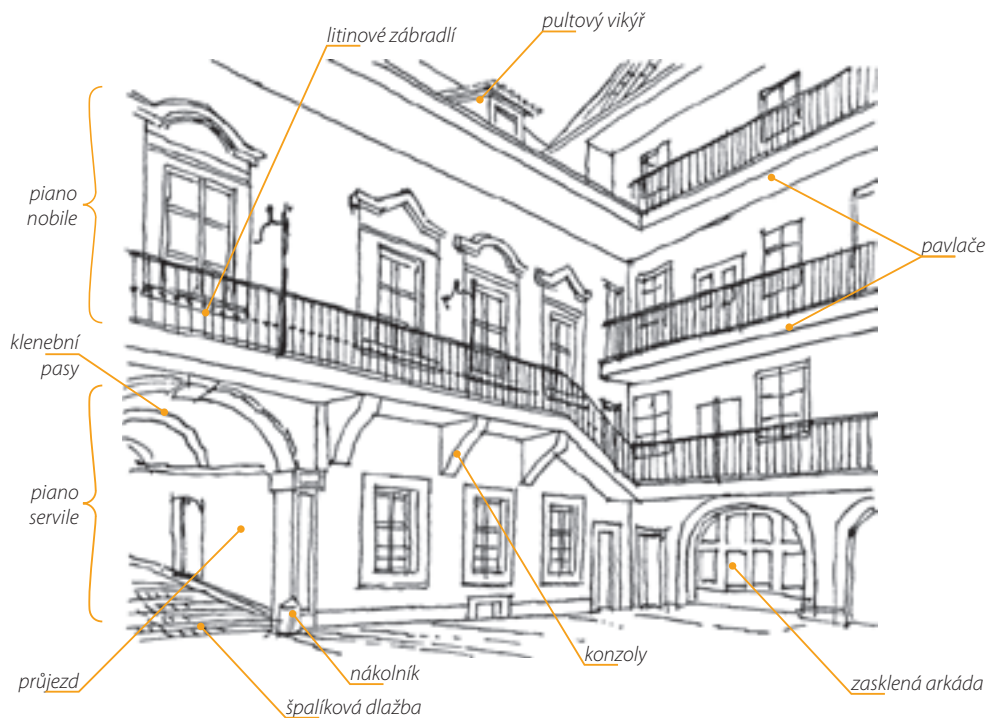 pultový vikýř
litinové zábradlí
piano
nobile
pavlače
klenební
pasy
piano
servile
konzoly
nákolník
průjezd
zasklená arkáda
špalíková dlažba